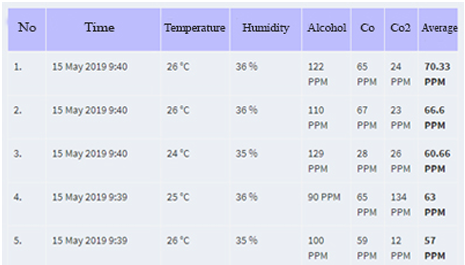 No Time Temperature Humidity Alcohol Co Co2 Average
1. 15 May 2019 9:40 26 °C 36 % 122 65 24 70.33
PPM PPM PPM PPM
2. 15 May 2019 9:40 26 °C 36 % 110 67 23 66.6
PPM PPM PPM PPM
3. 15 May 2019 9:40 24 °C 35 % 129 28 26 60.66
PPM PPM PPM PPM
4. 15 May 2019 9:39 25 °C 36 % 90 PPM 65 134 63
PPM PPM PPM
5. 15 May 2019 9:39 26 °C 35 % 100 59 12 57
PPM PPM PPM PPM